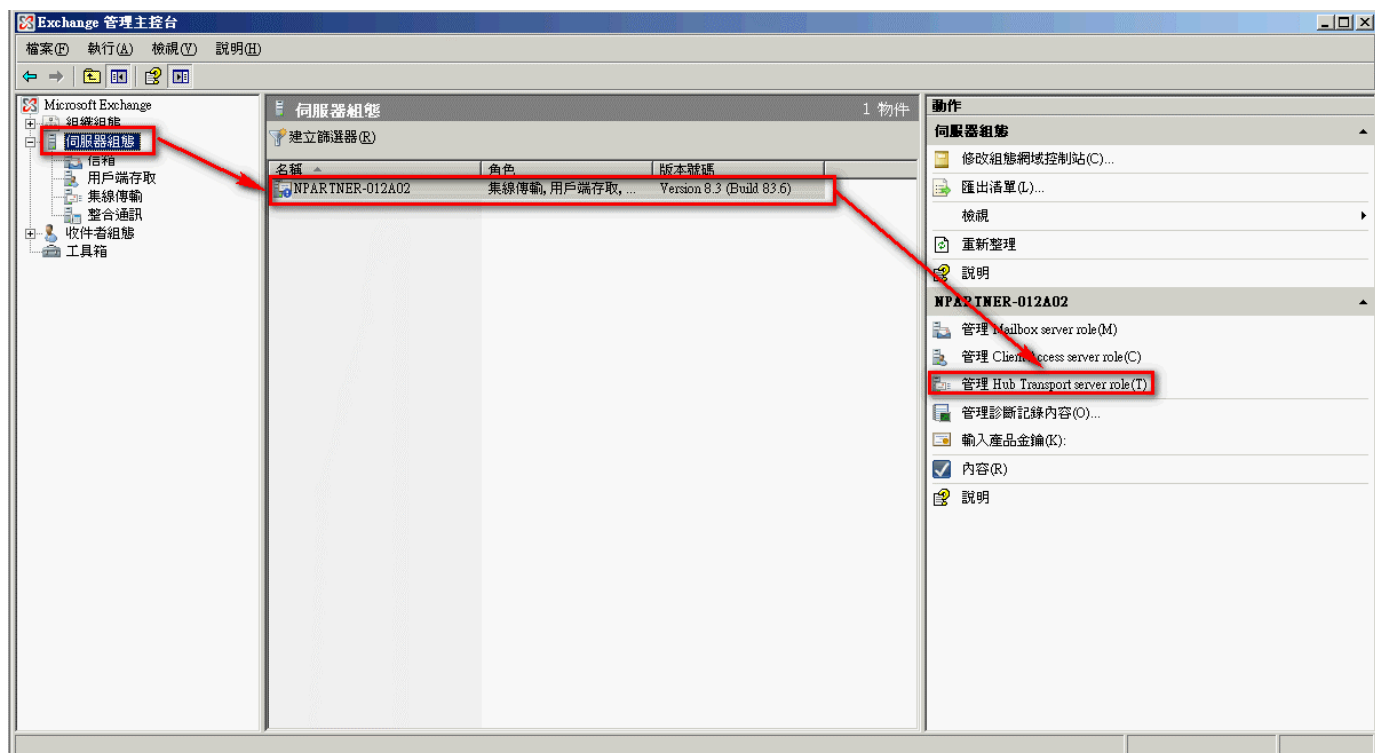 Exchange 管理主控台
檔案(F) 執行(A) 檢視(V) 說明(H)
Microsoft Exchange
組織組態
伺服器組態
信箱
用戶端存取
集線傳輸
整合通訊
收件者組態
工具箱
伺服器組態 1 物件
建立篩選器(R)
名稱 角色 版本號碼
NPARTNER-012A02 集線傳輸, 用戶端存取, ... Version 8.3 (Build 83.6)
動作
伺服器組態
修改組態網域控制站(C)...
匯出清單(L)...
檢視
重新整理
說明
NPARTNER-012A02
管理 Mailbox server role(M)
管理 Client Access server role(C)
管理 Hub Transport server role(T)
管理診斷記錄內容(O)...
輸入產品金鑰(K):
內容(R)
說明